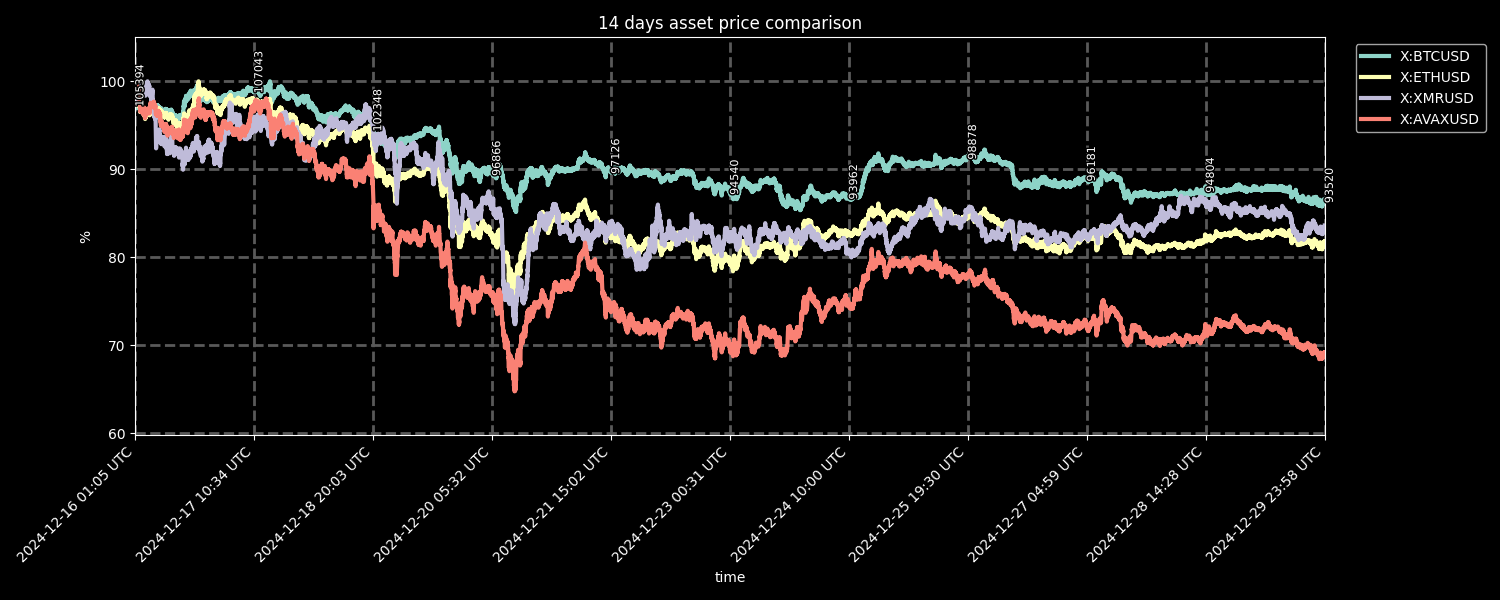 14 days asset price comparison
X:BTCUSD
X:ETHUSD
X:XMRUSD
X:AVAXUSD
100
90
80
70
60
%
105394
107043
102348
96866
97126
94540
93962
98878
96181
94804
93520
2024-12-16 01:05 UTC
2024-12-17 10:34 UTC
2024-12-18 20:03 UTC
2024-12-20 05:32 UTC
2024-12-21 15:02 UTC
2024-12-23 00:31 UTC
2024-12-24 10:00 UTC
2024-12-25 19:30 UTC
2024-12-27 04:59 UTC
2024-12-28 14:28 UTC
2024-12-29 23:58 UTC
time